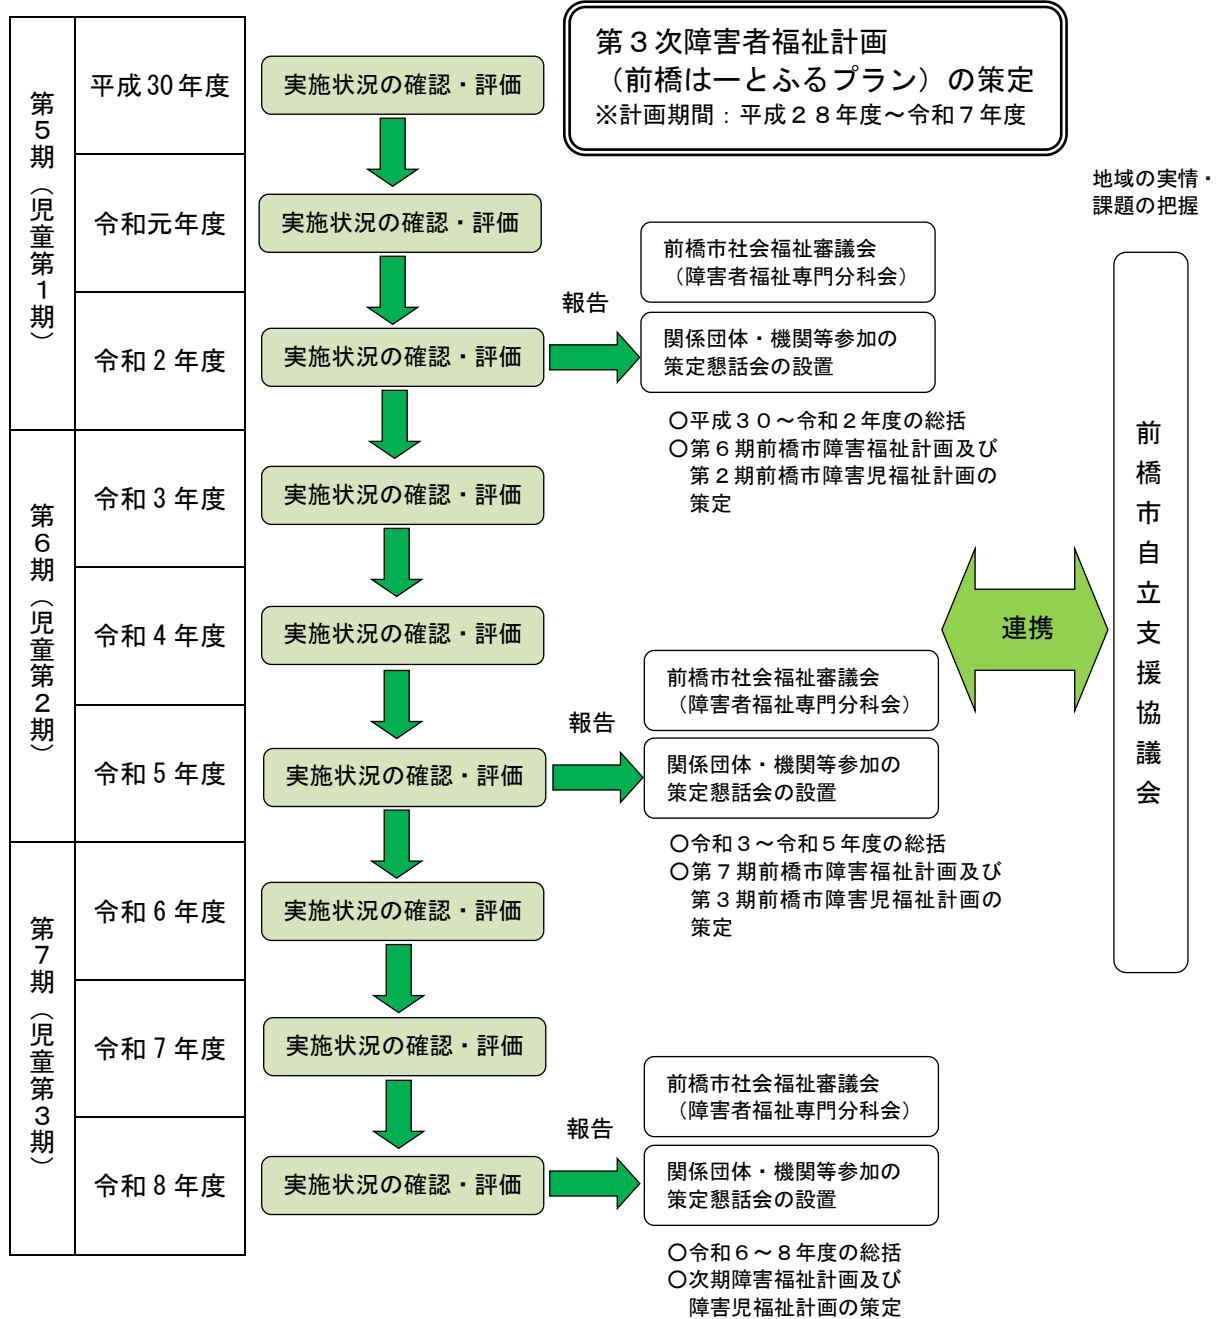 第３次障害者福祉計画
（前橋はーとふるプラン）の策定
※計画期間：平成２８年度～令和７年度
第５期（児童第１期）
平成30年度
実施状況の確認・評価
令和元年度
実施状況の確認・評価
令和２年度
実施状況の確認・評価
報告
前橋市社会福祉審議会
（障害者福祉専門分科会）
関係団体・機関等参加の
策定懇話会の設置
〇平成３０～令和２年度の総括
〇第６期前橋市障害福祉計画及び
第２期前橋市障害児福祉計画の
策定
第６期（児童第２期）
令和３年度
実施状況の確認・評価
令和４年度
実施状況の確認・評価
令和５年度
実施状況の確認・評価
報告
前橋市社会福祉審議会
（障害者福祉専門分科会）
関係団体・機関等参加の
策定懇話会の設置
〇令和３～令和５年度の総括
〇第７期前橋市障害福祉計画及び
第３期前橋市障害児福祉計画の
策定
第７期（児童第３期）
令和６年度
実施状況の確認・評価
令和７年度
実施状況の確認・評価
令和８年度
実施状況の確認・評価
報告
前橋市社会福祉審議会
（障害者福祉専門分科会）
関係団体・機関等参加の
策定懇話会の設置
〇令和６～８年度の総括
〇次期障害福祉計画及び
障害児福祉計画の策定
連携
地域の実情・
課題の把握
前橋市自立支援協議会